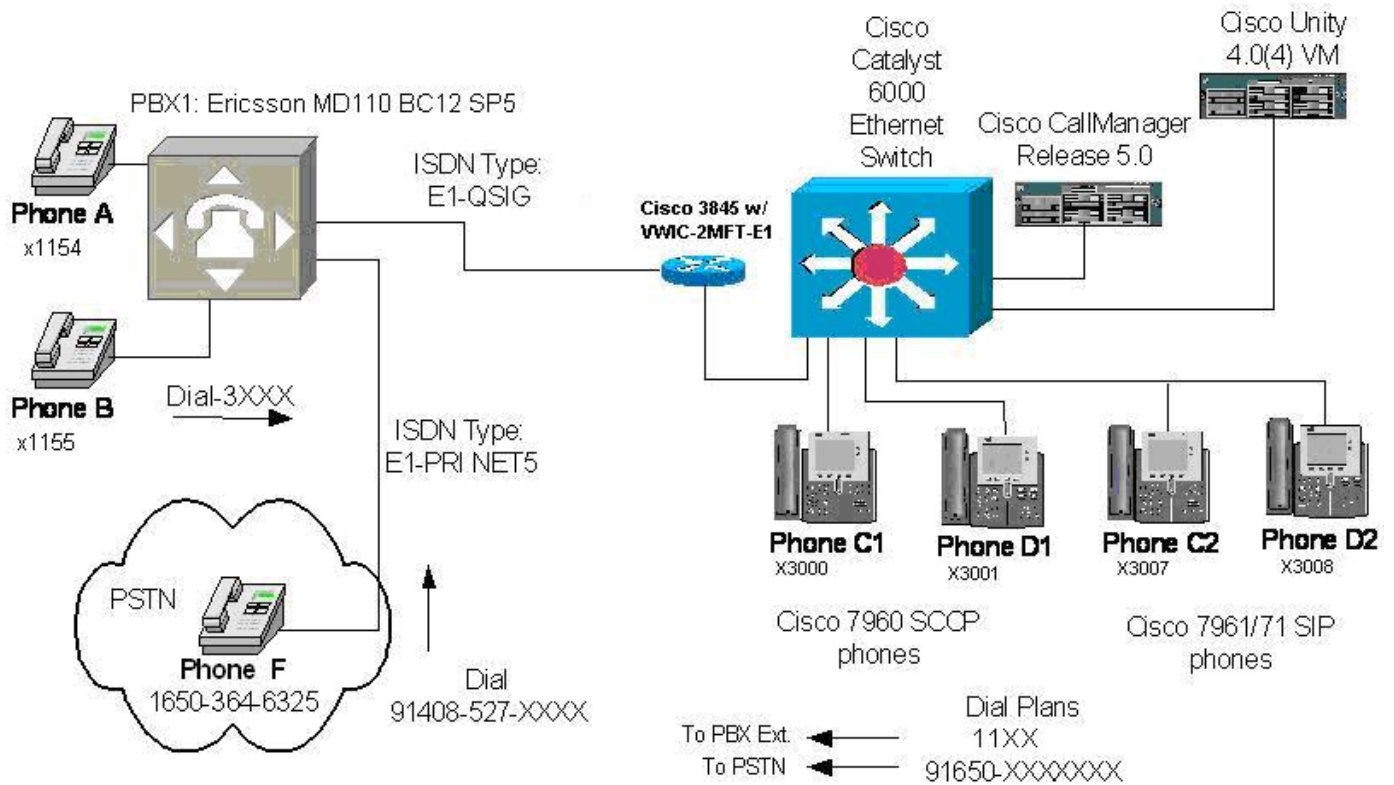 Cisco Unity
4.0(4) VM
Cisco
Catalyst
6000
Ethernet
Switch
Cisco CallManager
Release 5.0
PBX1: Ericsson MD110 BC12 SP5
ISDN Type:
E1-QSIG
Cisco 3845 w/
VWIC-2MFT-E1
Phone A
x1154
Phone B
x1155
Dial-3XXX
ISDN Type:
E1-PRI NET5
Phone C1
X3000
Phone D1
X3001
Phone C2
X3007
Phone D2
X3008
Cisco 7960 SCCP
phones
Cisco 7961/71 SIP
phones
PSTN
Phone F
1650-364-6325
Dial
91408-527-XXXX
Dial Plans
To PBX Ext.
11XX
To PSTN
91650-XXXXXXX